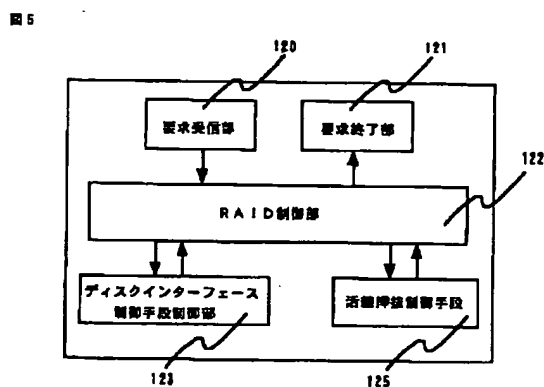 図5
120
121
要求受信部
要求終了部
122
RAID制御部
ディスクインターフェース
制御手段制御部
活線挿抜制御手段
123
125